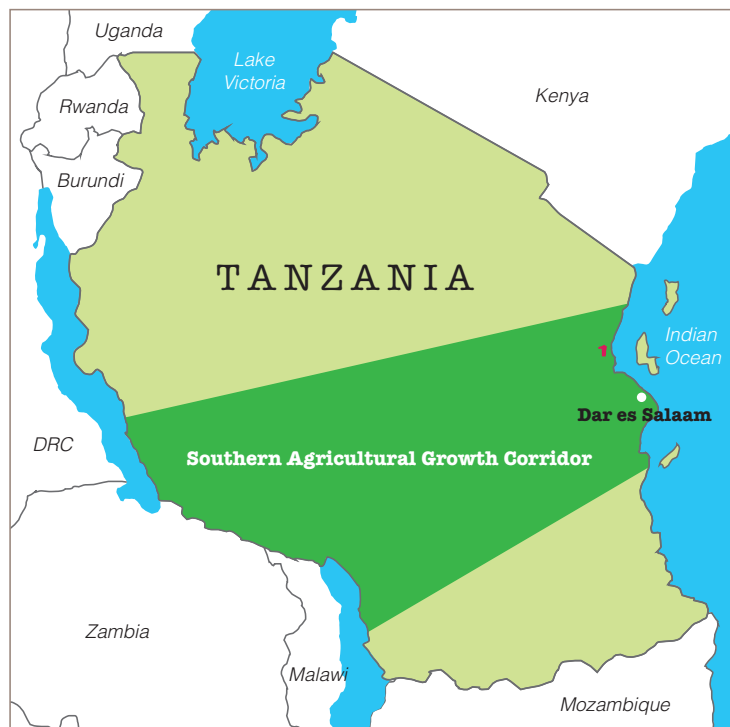 Uganda
Lake
Victoria
Kenya
Rwanda
Burundi
TANZANIA
Indian
Ocean
1
Dar es Salaam
DRC
Southern Agricultural Growth Corridor
Zambia
Malawi
Mozambique